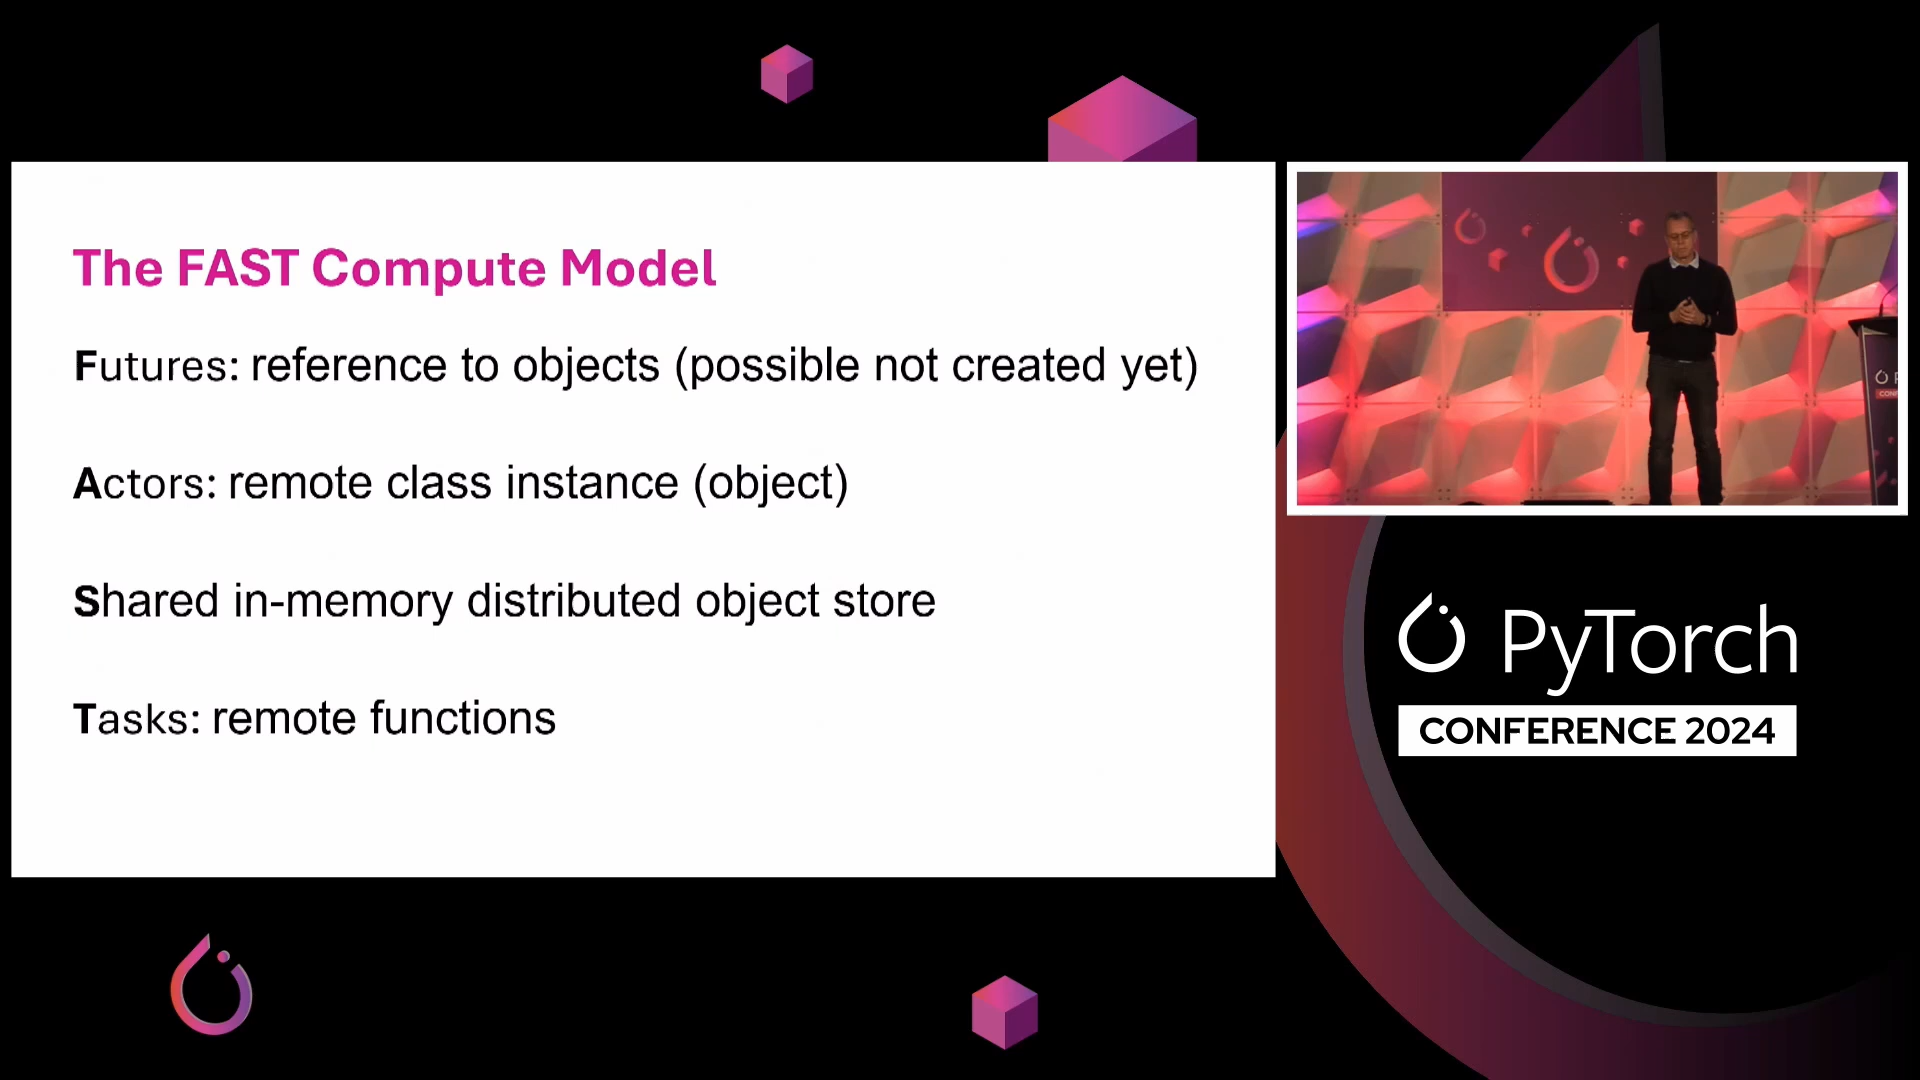 The FAST Compute Model
Futures: reference to objects (possible not created yet)
Actors: remote class instance (object)
Shared in-memory distributed object store
Tasks: remote functions
PyTorch
CONFERENCE 2024